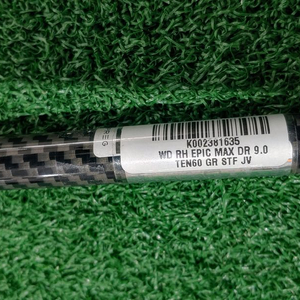 K002381635
WD RH EPIC MAX DR 9.0
TEN60 GR STF JV